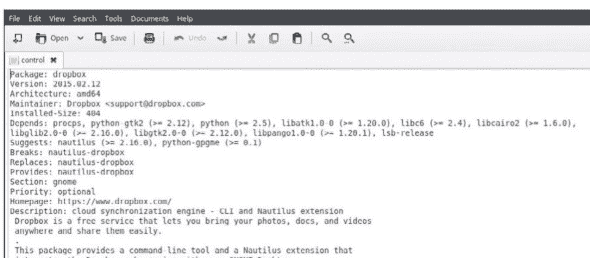 File Edit View Search Tools Documents Help
Open Save Undo
control
Package: dropbox
Version: 2015.02.12
Architecture: amd64
Maintainer: Dropbox <support@dropbox.com>
Installed-Size: 404
Depends: procps, python-gtk2 (>= 2.12), python (>= 2.5), libatk1.0-0 (>= 1.20.0), libc6 (>= 2.4), libcairo2 (>= 1.6.0),
libglib2.0-0 (>= 2.16.0), libgtk2.0-0 (>= 2.12.0), libpango1.0-0 (>= 1.20.1), lsb-release
Suggests: nautilus (>= 2.16.0), python-gpgme (>= 0.1)
Breaks: nautilus-dropbox
Replaces: nautilus-dropbox
Provides: nautilus-dropbox
Section: gnome
Priority: optional
Homepage: https://www.dropbox.com/
Description: cloud synchronization engine - CLI and Nautilus extension
Dropbox is a free service that lets you bring your photos, docs, and videos
anywhere and share them easily.
.
This package provides a command-line tool and a Nautilus extension that